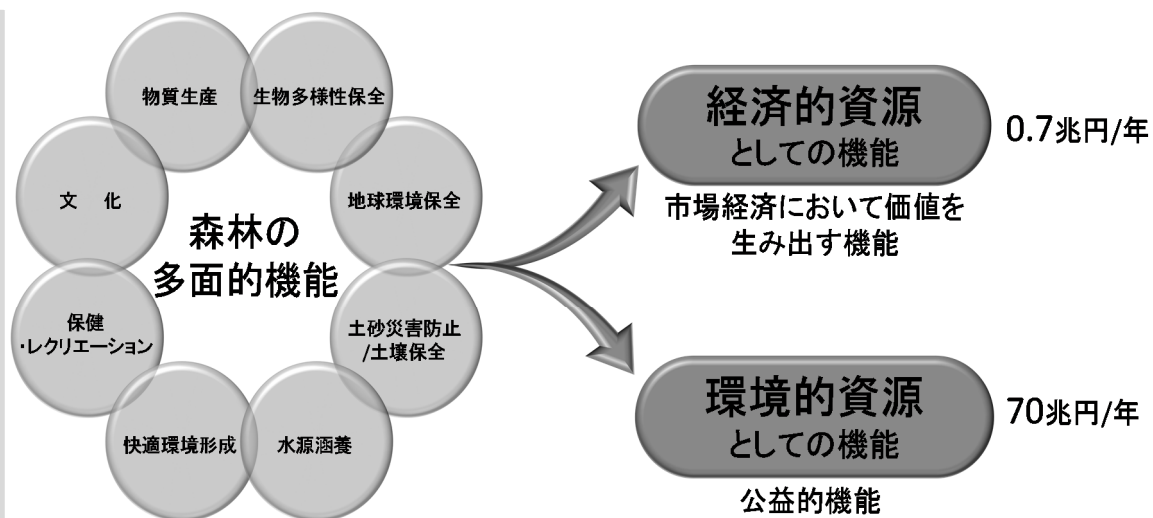 物質生産
生物多様性保全
文　化
地球環境保全
森林の
多面的機能
保健
・レクリエーション
土砂災害防止
/土壌保全
快適環境形成
水源涵養
経済的資源
としての機能
0.7兆円/年
市場経済において価値を
生み出す機能
環境的資源
としての機能
70兆円/年
公益的機能